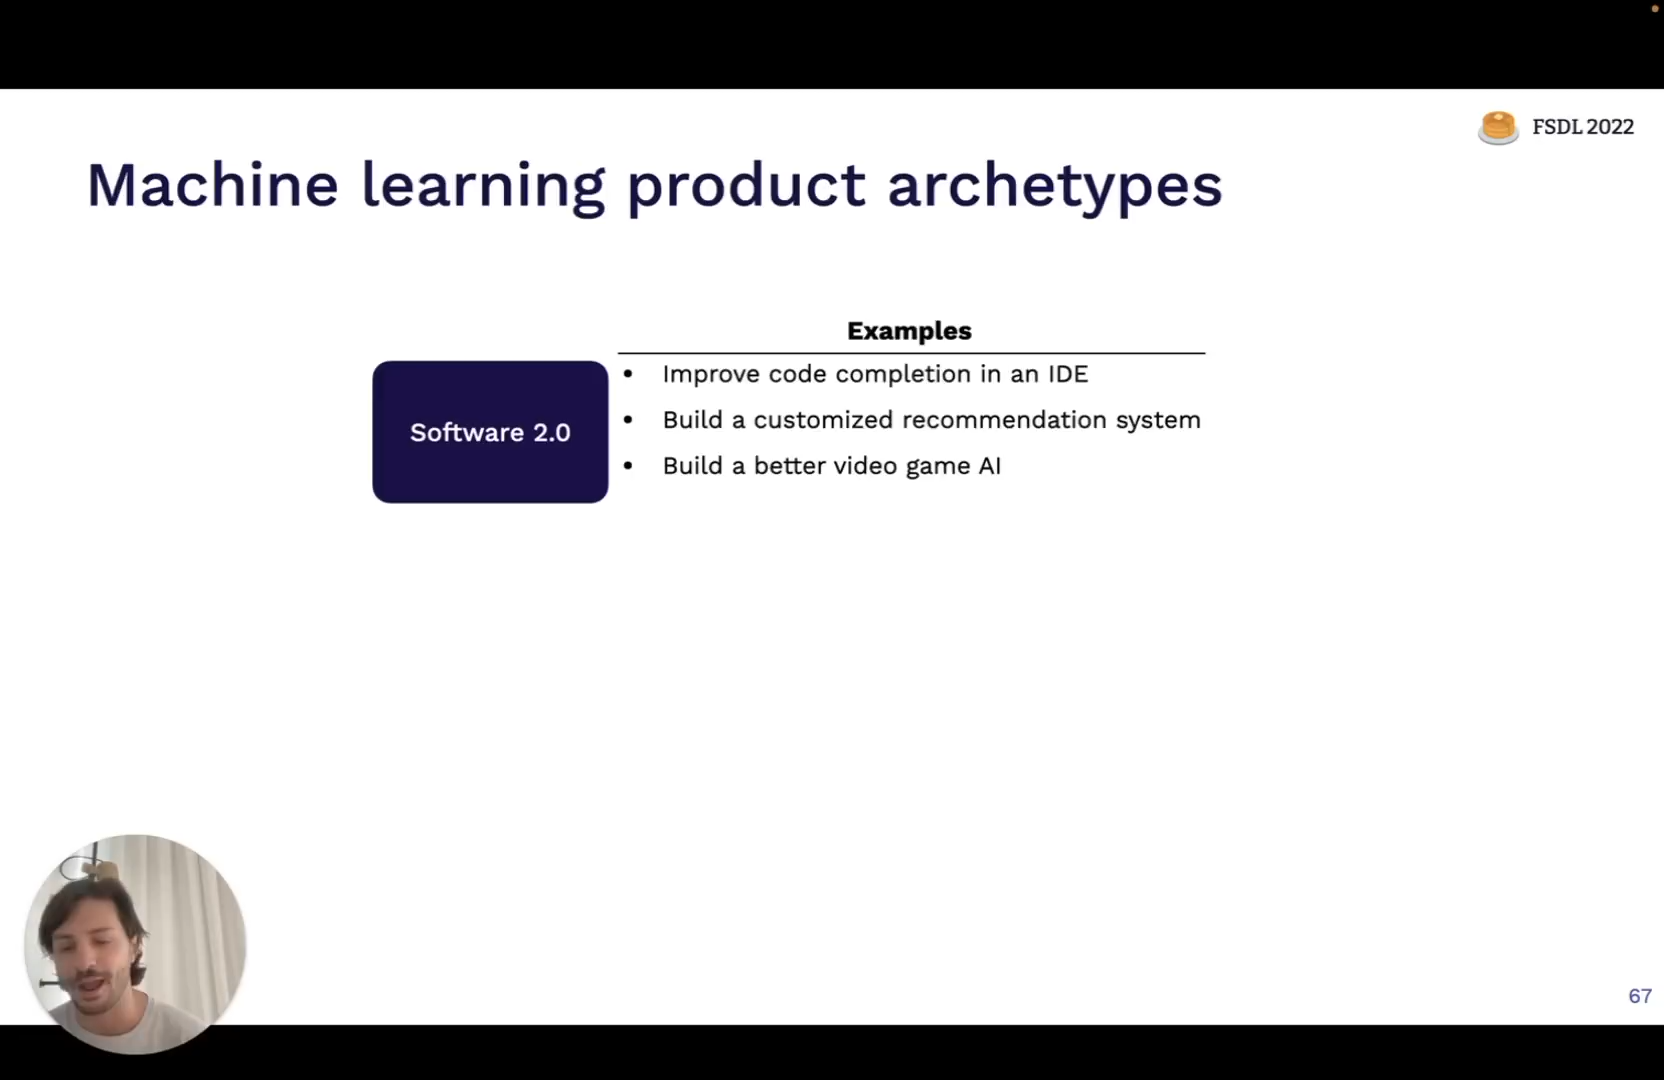 FSDL 2022
Machine learning product archetypes
Examples
Software 2.0
• Improve code completion in an IDE
• Build a customized recommendation system
• Build a better video game AI
67